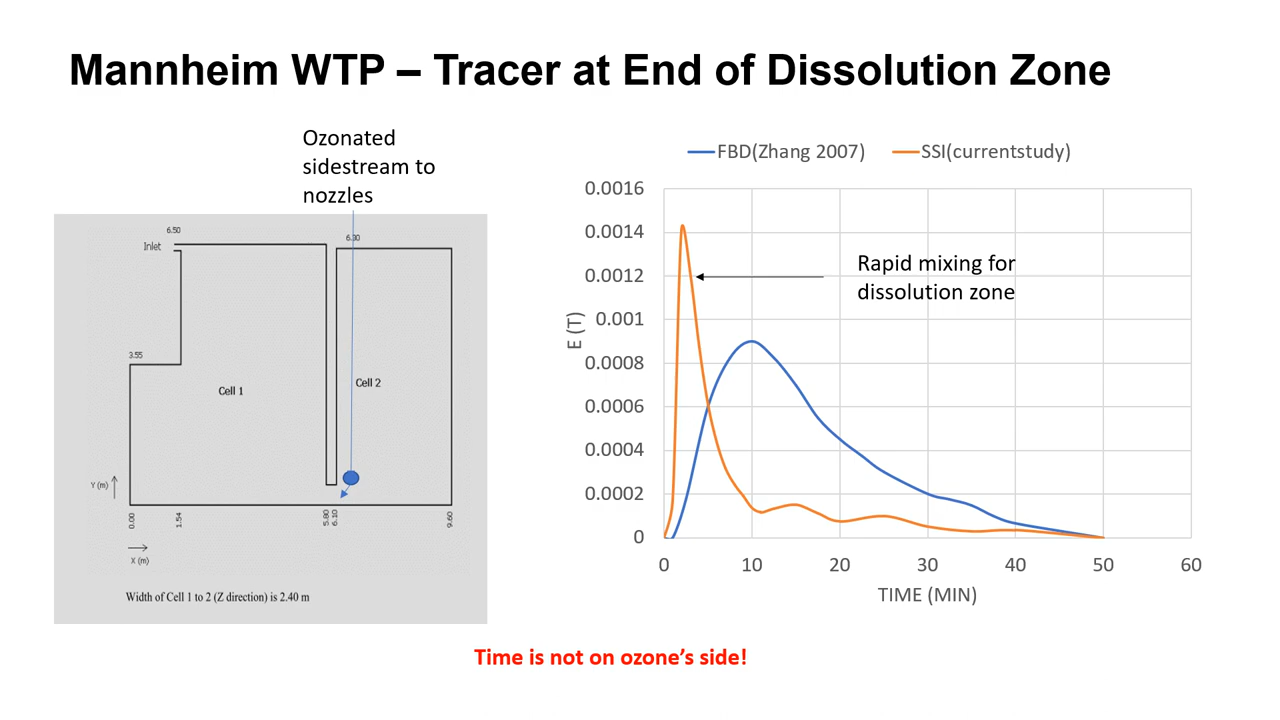 Mannheim WTP – Tracer at End of Dissolution Zone
Ozonated
sidestream to
nozzles
6.50
Inlet
6.30
3.55
Cell 1
Cell 2
Y (m)
0.00
1.54
5.80
6.10
9.60
X (m)
Width of Cell 1 to 2 (Z direction) is 2.40 m
FBD(Zhang 2007)
SSI(currentstudy)
0.0016
0.0014
0.0012
0.001
0.0008
0.0006
0.0004
0.0002
0
E (T)
Rapid mixing for
dissolution zone
0 10 20 30 40 50 60
TIME (MIN)
Time is not on ozone’s side!